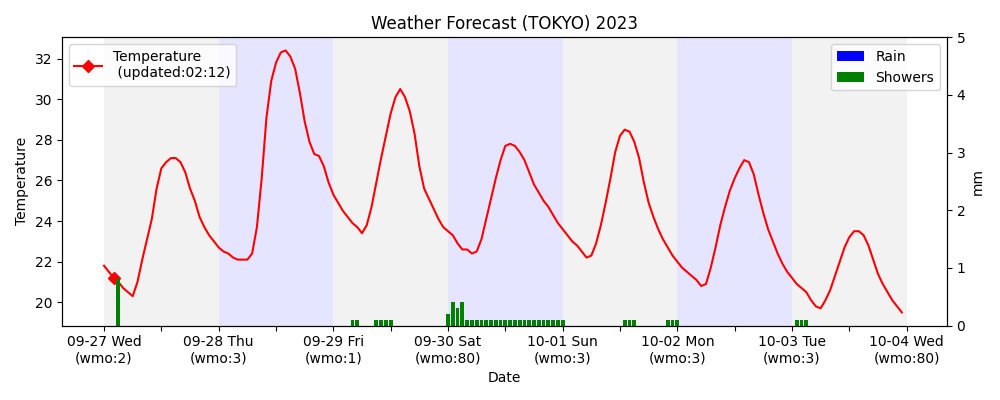 Weather Forecast (TOKYO) 2023
Temperature
(updated:02:12)
Rain
Showers
32
30
28
26
24
22
20
Temperature
5
4
3
2
1
0
mm
09-27 Wed
(wmo:2)
09-28 Thu
(wmo:3)
09-29 Fri
(wmo:1)
09-30 Sat
(wmo:80)
10-01 Sun
(wmo:3)
10-02 Mon
(wmo:3)
10-03 Tue
(wmo:3)
10-04 Wed
(wmo:80)
Date